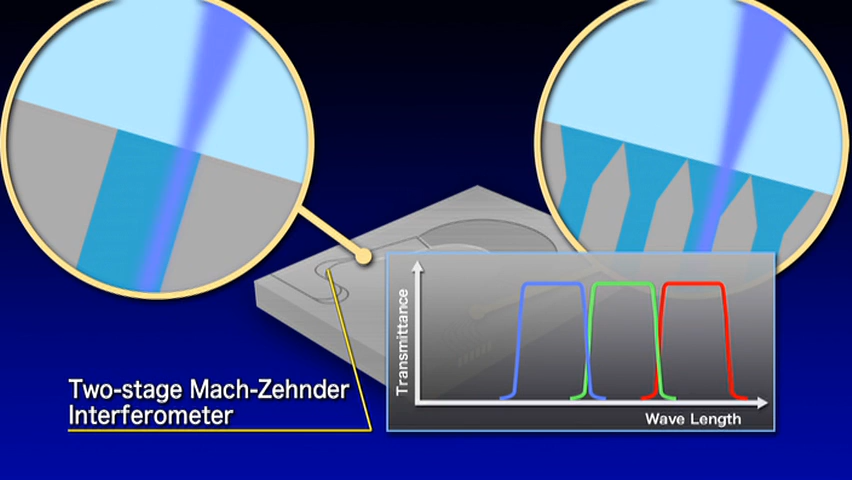 Two-stage Mach-Zehnder
Interferometer
Transmittance
Wave Length